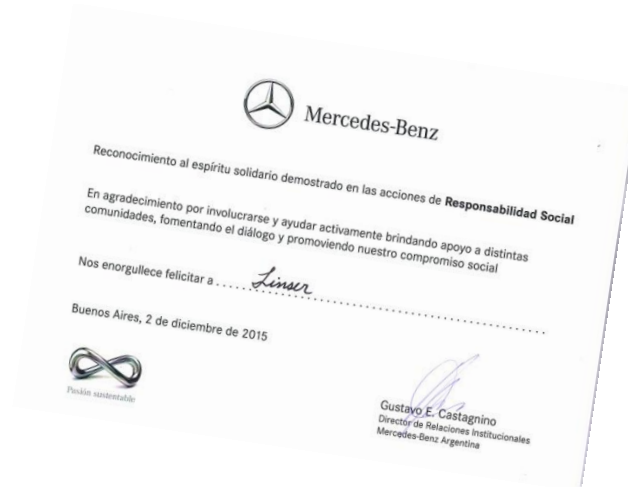 Mercedes-Benz
Reconocimiento al espíritu solidario demostrado en las acciones de Responsabilidad Social
En agradecimiento por involucrarse y ayudar activamente brindando apoyo a distintas
comunidades, fomentando el diálogo y promoviendo nuestro compromiso social
Nos enorgullece felicitar a ..... Linser .....
Buenos Aires, 2 de diciembre de 2015
Pasión sustentable
Gustavo E. Castagnino
Director de Relaciones Institucionales
Mercedes-Benz Argentina